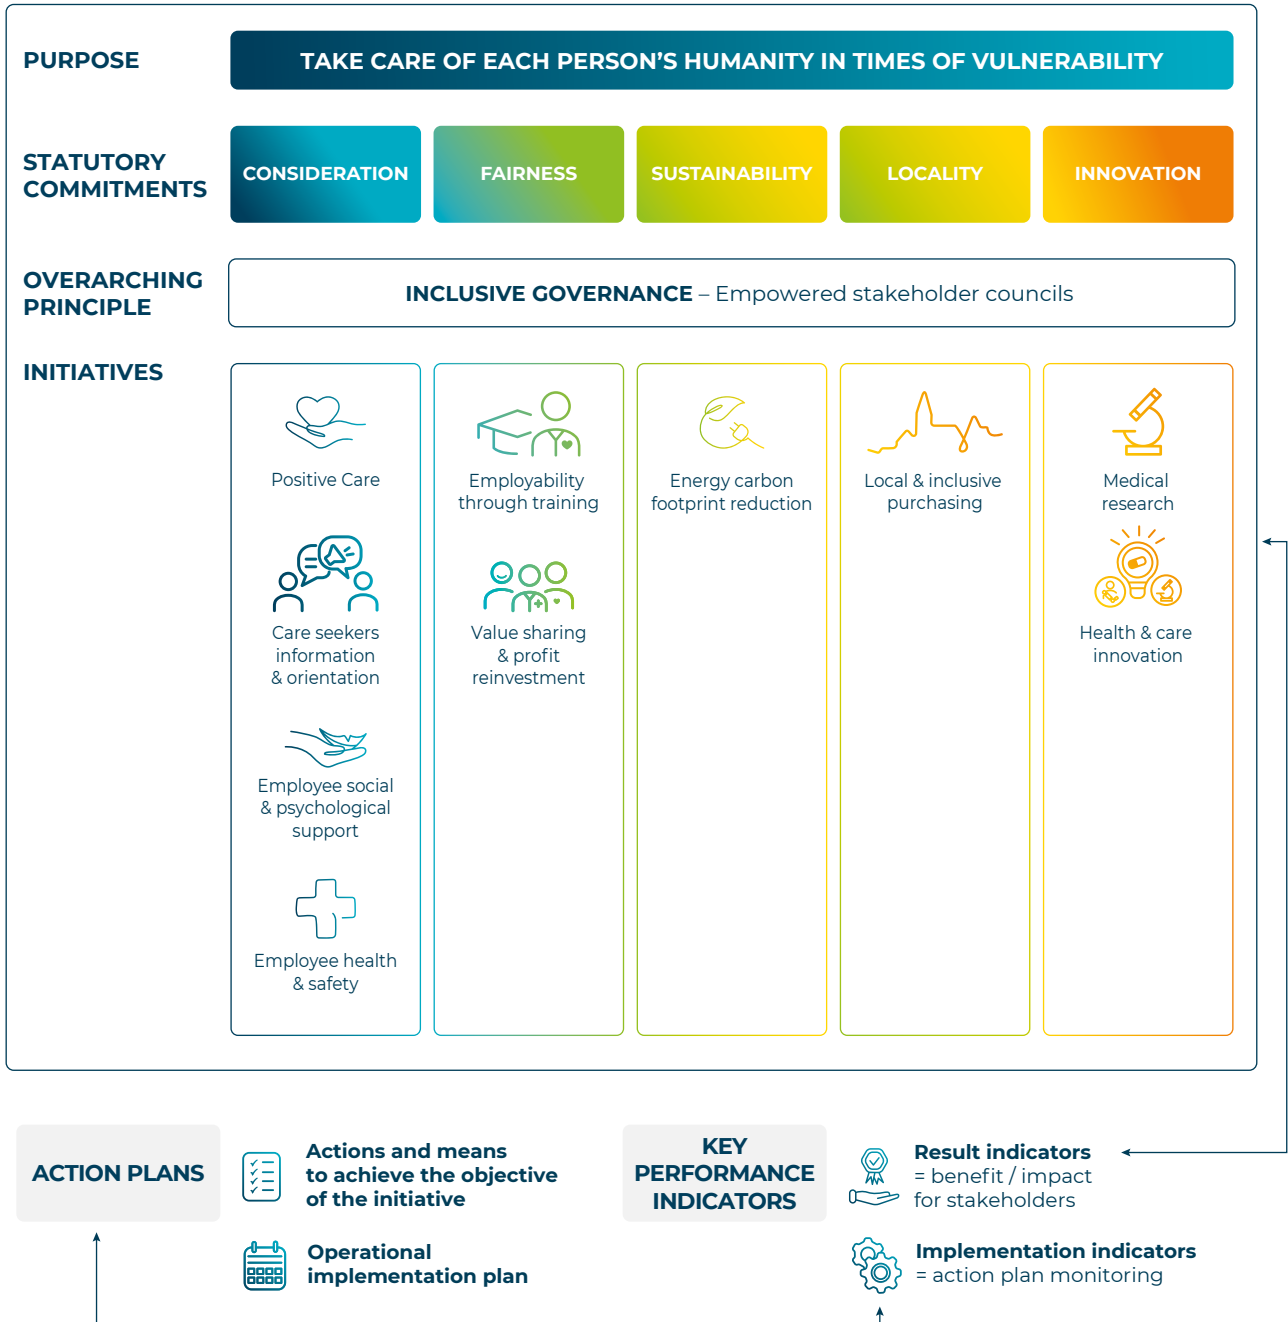 PURPOSE
TAKE CARE OF EACH PERSON'S HUMANITY IN TIMES OF VULNERABILITY
STATUTORY
COMMITMENTS
CONSIDERATION
FAIRNESS
SUSTAINABILITY
LOCALITY
INNOVATION
OVERARCHING
PRINCIPLE
INCLUSIVE GOVERNANCE – Empowered stakeholder councils
INITIATIVES
Positive Care
Care seekers
information
& orientation
Employee social
& psychological
support
Employee health
& safety
Employability
through training
Value sharing
& profit
reinvestment
Energy carbon
footprint reduction
Local & inclusive
purchasing
Medical
research
Health & care
innovation
ACTION PLANS
Actions and means
to achieve the objective
of the initiative
Operational
implementation plan
KEY
PERFORMANCE
INDICATORS
Result indicators
= benefit / impact
for stakeholders
Implementation indicators
= action plan monitoring